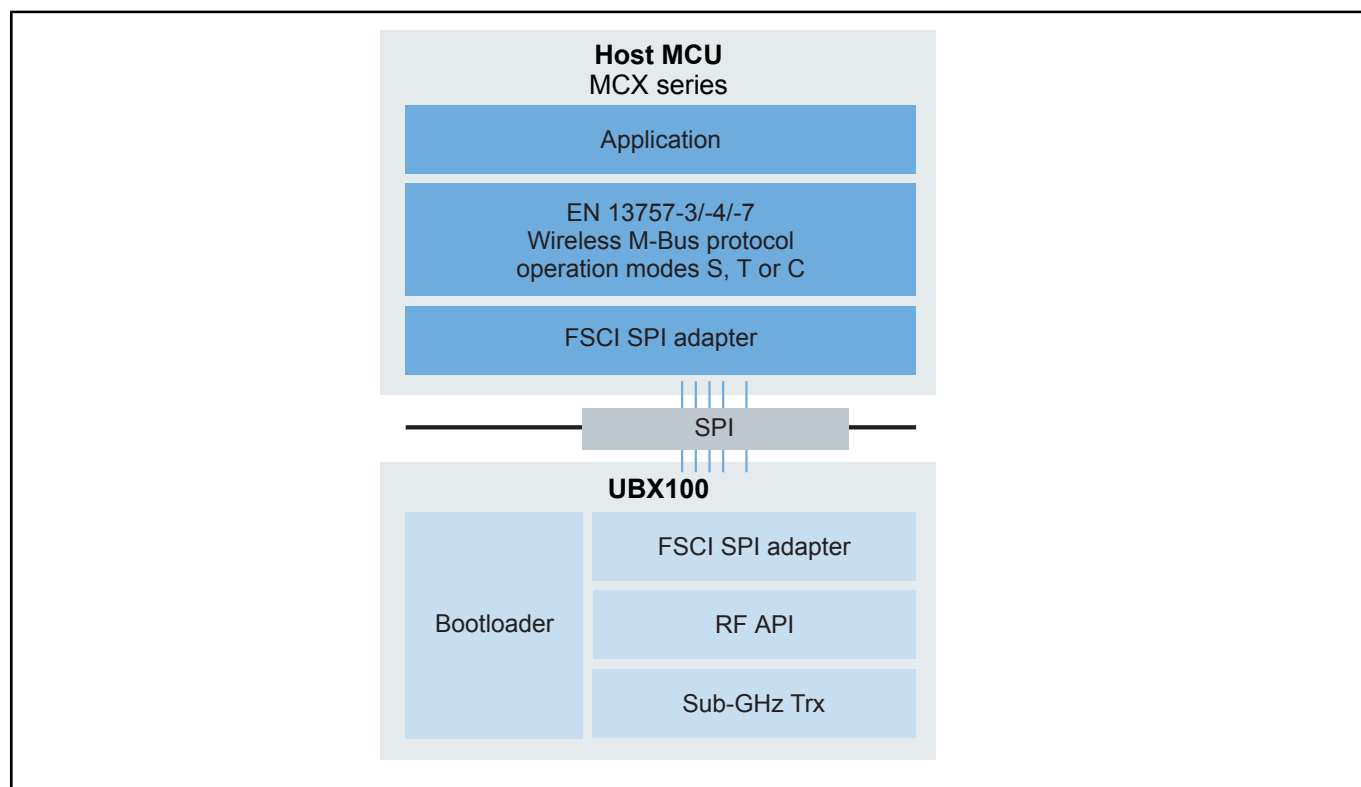 Host MCU
MCX series
Application
EN 13757-3/-4/-7
Wireless M-Bus protocol
operation modes S, T or C
FSCI SPI adapter
SPI
UBX100
Bootloader
FSCI SPI adapter
RF API
Sub-GHz Trx